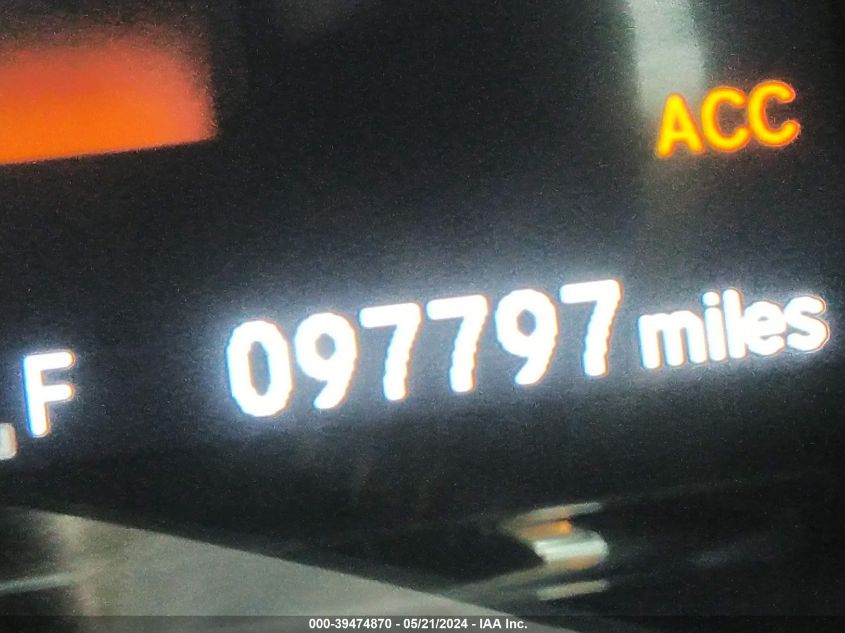 ACC
097797 miles
F
000-39474870 - 05/21/2024 - IAA Inc.